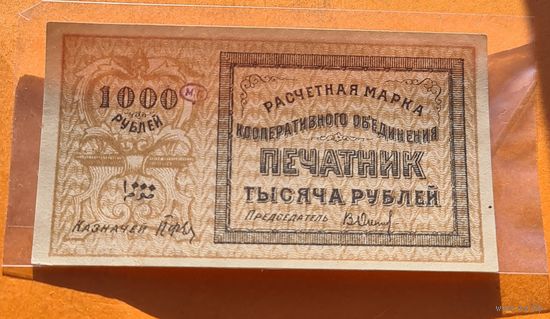 1000
РУБЛЕЙ
КАЗНАЧЕЙ
РАСЧЕТНАЯ МАРКА
КООПЕРАТИВНОГО ОБЪЕДИНЕНИЯ
ПЕЧАТНИК
ТЫСЯЧА РУБЛЕЙ
ПРЕДСЕДАТЕЛЬ